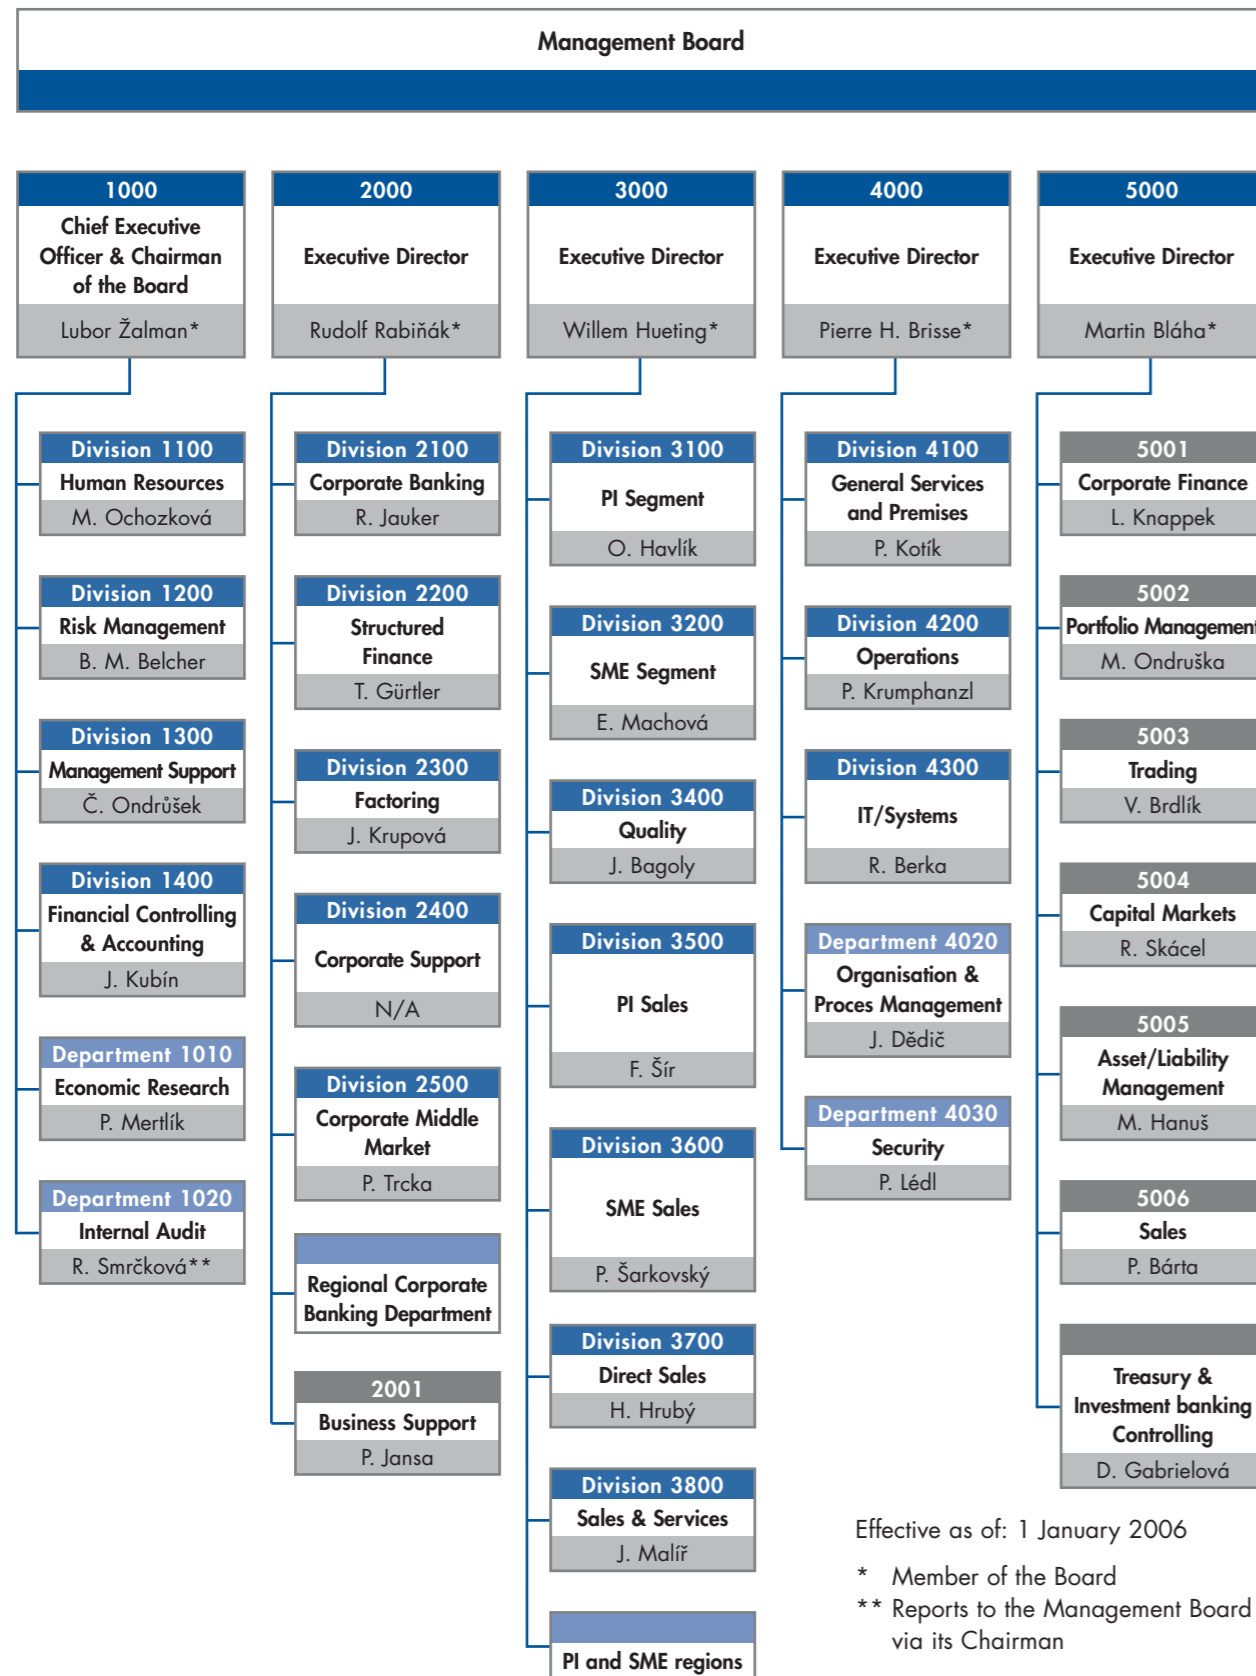 Management Board
1000
Chief Executive
Officer & Chairman
of the Board
Lubor Žalman*
Division 1100
Human Resources
M. Ochozková
Division 1200
Risk Management
B. M. Belcher
Division 1300
Management Support
Č. Ondrůšek
Division 1400
Financial Controlling
& Accounting
J. Kubín
Department 1010
Economic Research
P. Mertlík
Department 1020
Internal Audit
R. Smrčková**
2000
Executive Director
Rudolf Rabiňák*
Division 2100
Corporate Banking
R. Jauker
Division 2200
Structured
Finance
T. Gürtler
Division 2300
Factoring
J. Krupová
Division 2400
Corporate Support
N/A
Division 2500
Corporate Middle
Market
P. Trcka
Regional Corporate
Banking Department
2001
Business Support
P. Jansa
3000
Executive Director
Willem Hueting*
Division 3100
PI Segment
O. Havlík
Division 3200
SME Segment
E. Machová
Division 3400
Quality
J. Bagoly
Division 3500
PI Sales
F. Šír
Division 3600
SME Sales
P. Šarkovský
Division 3700
Direct Sales
H. Hrubý
Division 3800
Sales & Services
J. Malíř
PI and SME regions
4000
Executive Director
Pierre H. Brisse*
Division 4100
General Services
and Premises
P. Kotík
Division 4200
Operations
P. Krumphanzl
Division 4300
IT/Systems
R. Berka
Department 4020
Organisation &
Proces Management
J. Dědič
Department 4030
Security
P. Lédl
5000
Executive Director
Martin Bláha*
5001
Corporate Finance
L. Knappek
5002
Portfolio Management
M. Ondruška
5003
Trading
V. Brdlík
5004
Capital Markets
R. Skácel
5005
Asset/Liability
Management
M. Hanuš
5006
Sales
P. Bárta
Treasury &
Investment banking
Controlling
D. Gabrielová
Effective as of: 1 January 2006
* Member of the Board
** Reports to the Management Board
via its Chairman